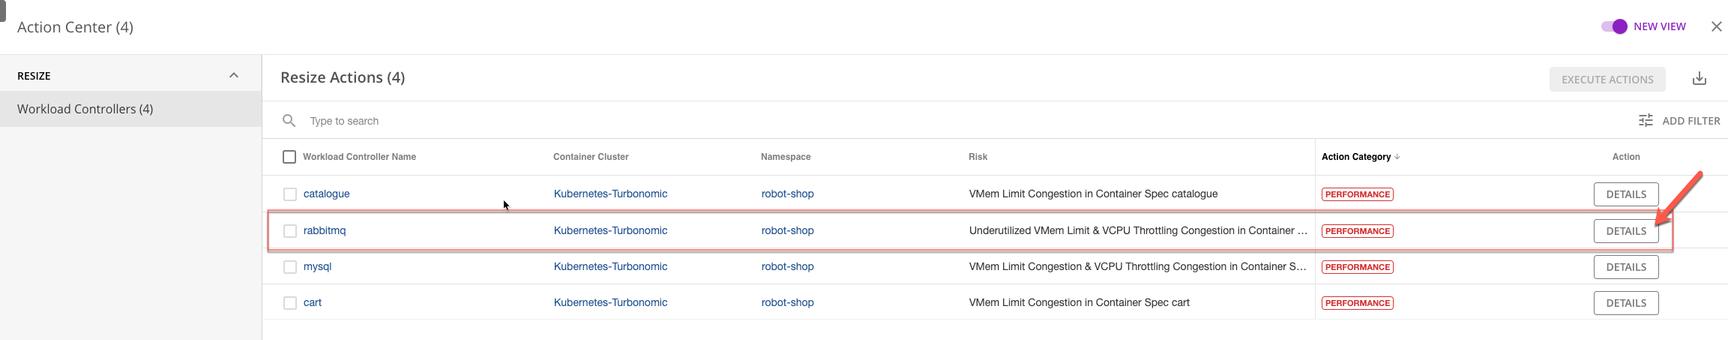 Action Center (4)
NEW VIEW
RESIZE
Workload Controllers (4)
Resize Actions (4)
EXECUTE ACTIONS
Type to search
ADD FILTER
Workload Controller Name Container Cluster Namespace Risk Action Category Action
catalogue Kubernetes-Turbonomic robot-shop VMem Limit Congestion in Container Spec catalogue PERFORMANCE DETAILS
rabbitmq Kubernetes-Turbonomic robot-shop Underutilized VMem Limit & VCPU Throttling Congestion in Container ... PERFORMANCE DETAILS
mysql Kubernetes-Turbonomic robot-shop VMem Limit Congestion & VCPU Throttling Congestion in Container S... PERFORMANCE DETAILS
cart Kubernetes-Turbonomic robot-shop VMem Limit Congestion in Container Spec cart PERFORMANCE DETAILS